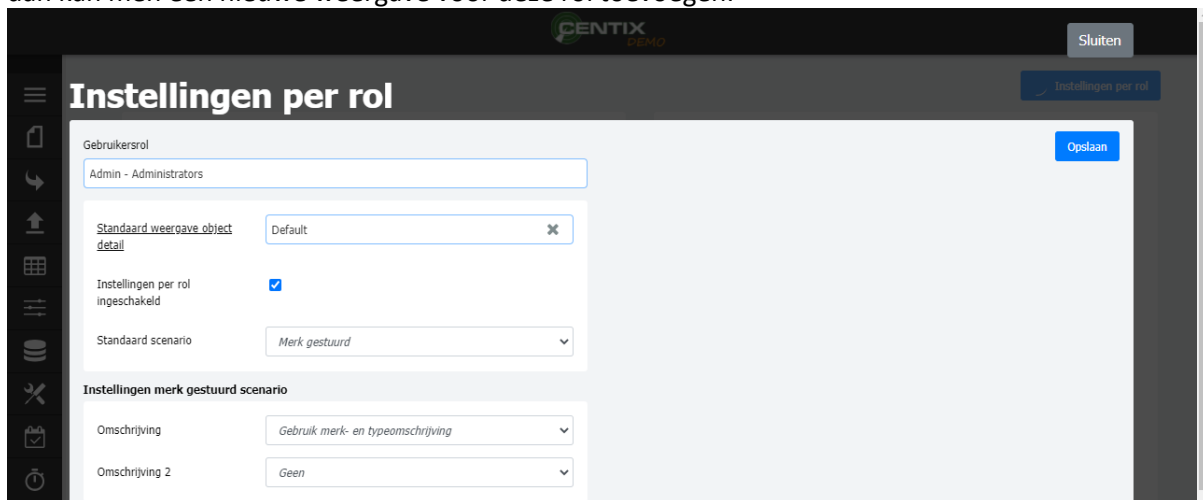 dan kan men een nieuwe weergave voor deze rol toevoegen.
CENTIX
DEMO
Sluiten
Instellingen per rol
Instellingen per rol
Gebruikersrol
Opslaan
Admin - Administrators
Standaard weergave object
detail
Default
Instellingen per rol
ingeschakeld
Standaard scenario
Merk gestuurd
Instellingen merk gestuurd scenario
Omschrijving
Gebruik merk- en typeomschrijving
Omschrijving 2
Geen